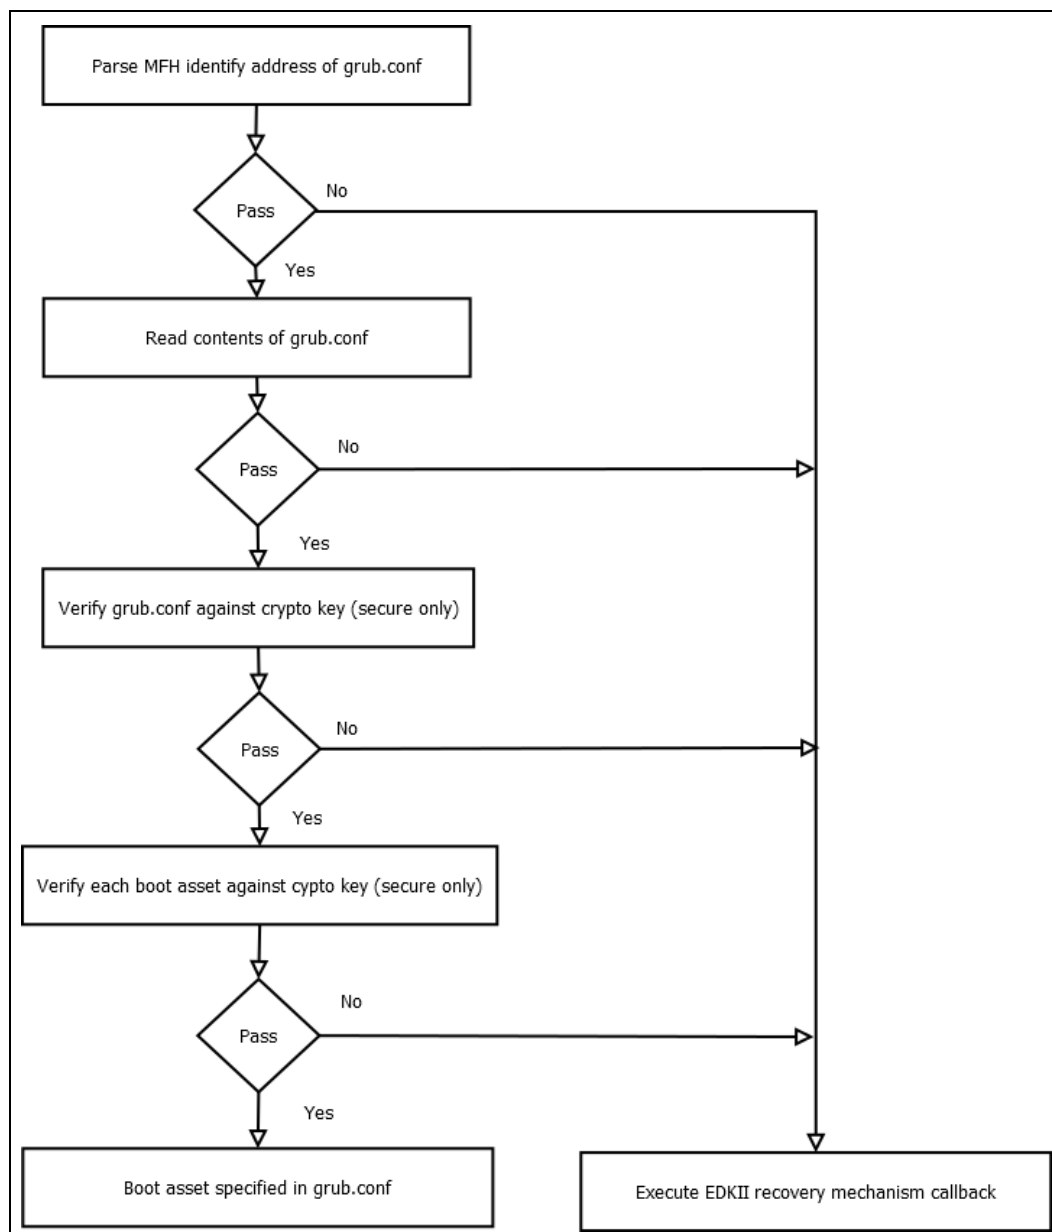 Parse MFH identify address of grub.conf
No
Pass
Yes
Read contents of grub.conf
No
Pass
Yes
Verify grub.conf against crypto key (secure only)
No
Pass
Yes
Verify each boot asset against cypto key (secure only)
No
Pass
Yes
Boot asset specified in grub.conf
Execute EDKII recovery mechanism callback